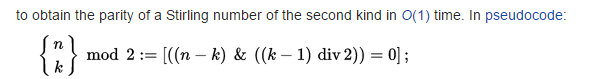 to obtain the parity of a Stirling number of the second kind in O(1) time. In pseudocode:
{n k} mod 2 := [((n − k) & ((k − 1) div 2)) = 0];